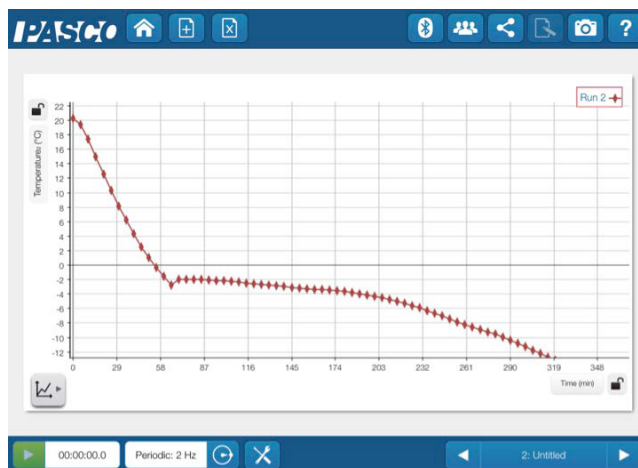 PASCO
?
Run 2
Temperature (°C)
22
20
18
16
14
12
10
8
6
4
2
0
-2
-4
-6
-8
-10
-12
0 29 58 87 116 145 174 203 232 261 290 319 348
Time (min)
00:00:00.0
Periodic: 2 Hz
2: Untitled